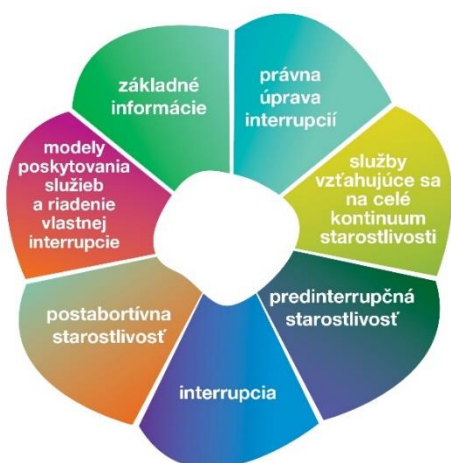 základné
informácie
právna
úprava
interrupcií
služby
vzťahujúce sa
na celé
kontinuum
starostlivosti
predinterrupčná
starostlivosť
interrupcia
postabortívna
starostlivosť
modely
poskytovania
služieb
a riadenie
vlastnej
interrupcie